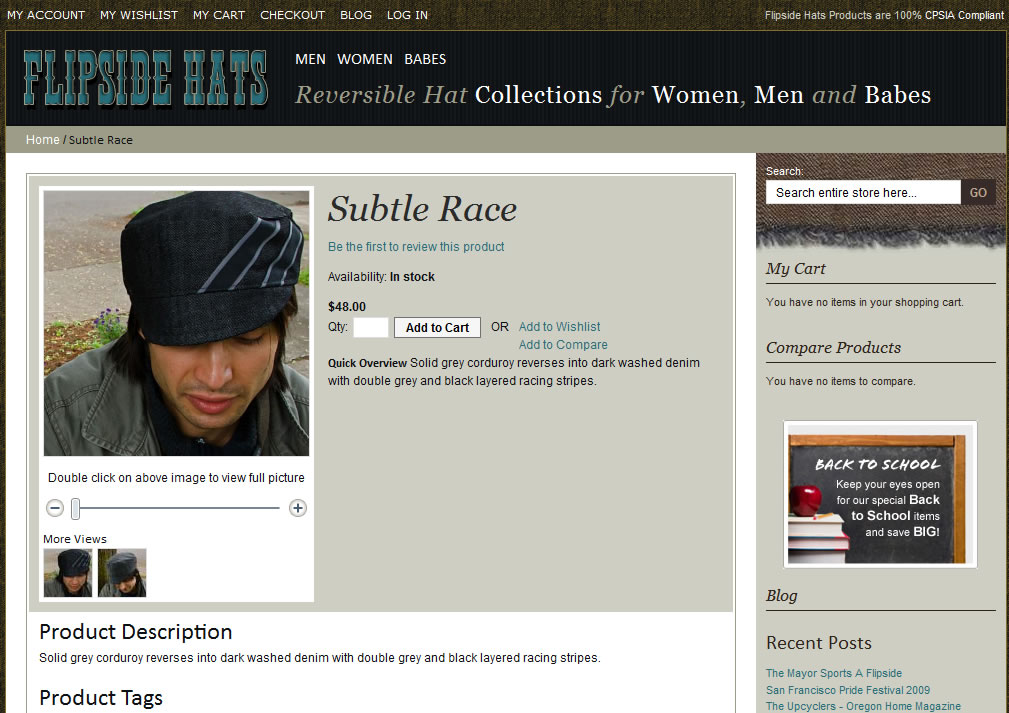 MY ACCOUNT MY WISHLIST MY CART CHECKOUT BLOG LOG IN
Flipside Hats Products are 100% CPSIA Compliant
FLIPSIDE HATS
MEN WOMEN BABES
Reversible Hat Collections for Women, Men and Babes
Home / Subtle Race
Subtle Race
Be the first to review this product
Availability: In stock
$48.00
Qty: Add to Cart OR Add to Wishlist
Add to Compare
Quick Overview Solid grey corduroy reverses into dark washed denim
with double grey and black layered racing stripes.
Double click on above image to view full picture
More Views
Product Description
Solid grey corduroy reverses into dark washed denim with double grey and black layered racing stripes.
Product Tags
Search:
Search entire store here... GO
My Cart
You have no items in your shopping cart.
Compare Products
You have no items to compare.
BACK TO SCHOOL
Keep your eyes open
for our special Back
to School items
and save BIG!
Blog
Recent Posts
The Mayor Sports A Flipside
San Francisco Pride Festival 2009
The Upcyclers - Oregon Home Magazine